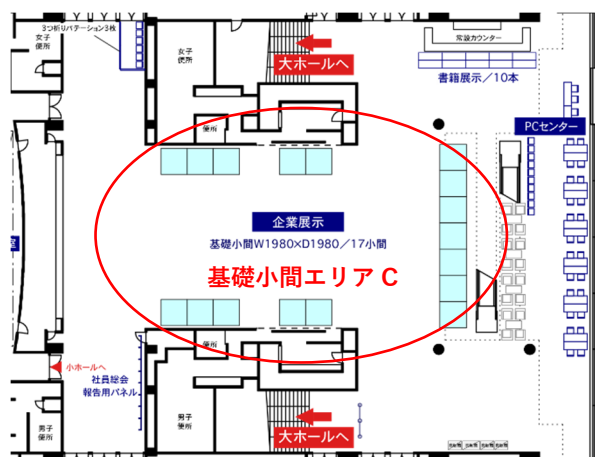 3つ折りパテーション3枚
女子
便所
女子
便所
大ホールへ
常設カウンター
書籍展示／10本
便所
PCセンター
企業展示
基礎小間W1980×D1980／17小間
基礎小間エリア C
便所
小ホールへ
社員総会
報告用パネル
男子
便所
男子
便所
大ホールへ